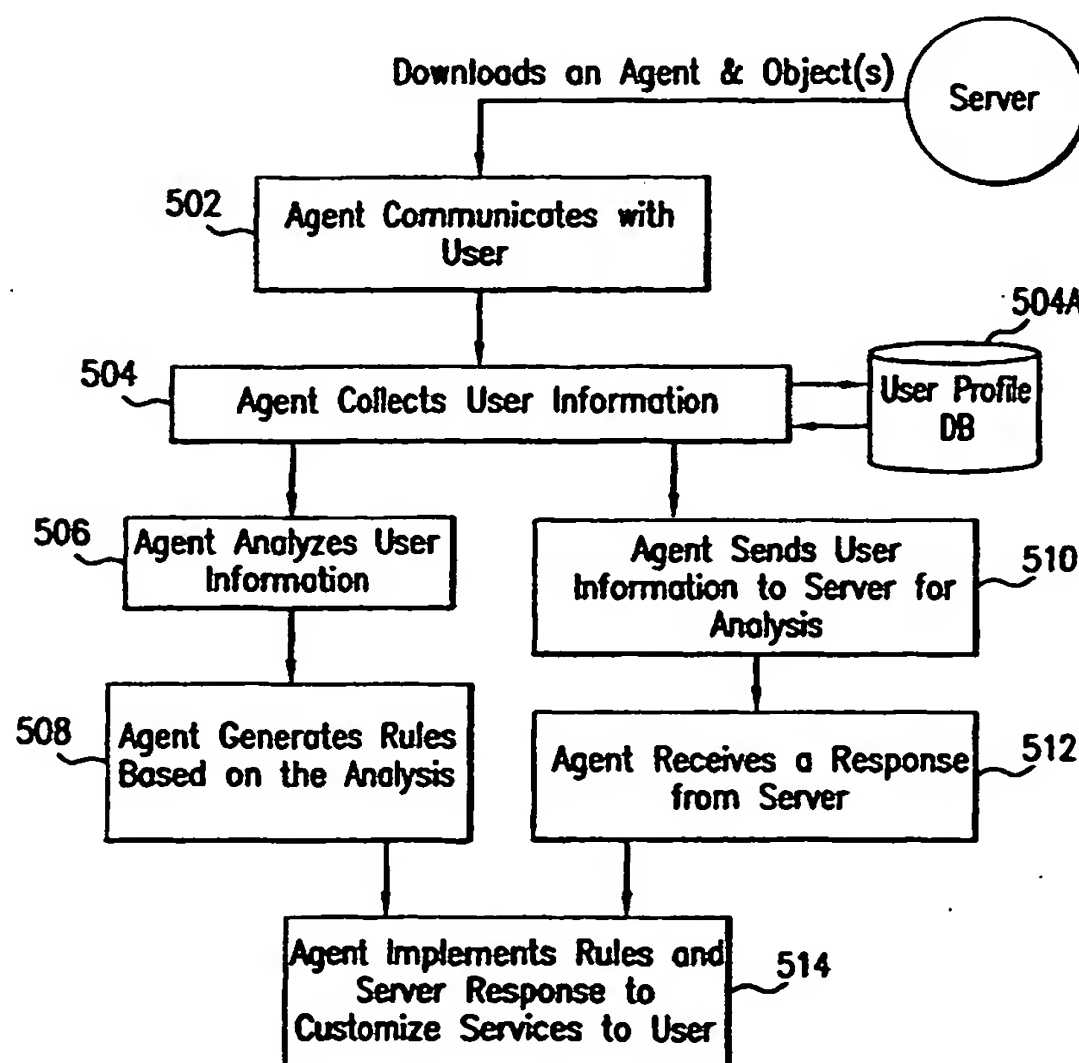 Downloads an Agent & Object(s)
Server
502
Agent Communicates with
User
504A
504
Agent Collects User Information
User Profile
DB
506
Agent Analyzes User
Information
Agent Sends User
Information to Server for
Analysis
510
508
Agent Generates Rules
Based on the Analysis
Agent Receives a Response
from Server
512
Agent Implements Rules and
Server Response to
Customize Services to User
514